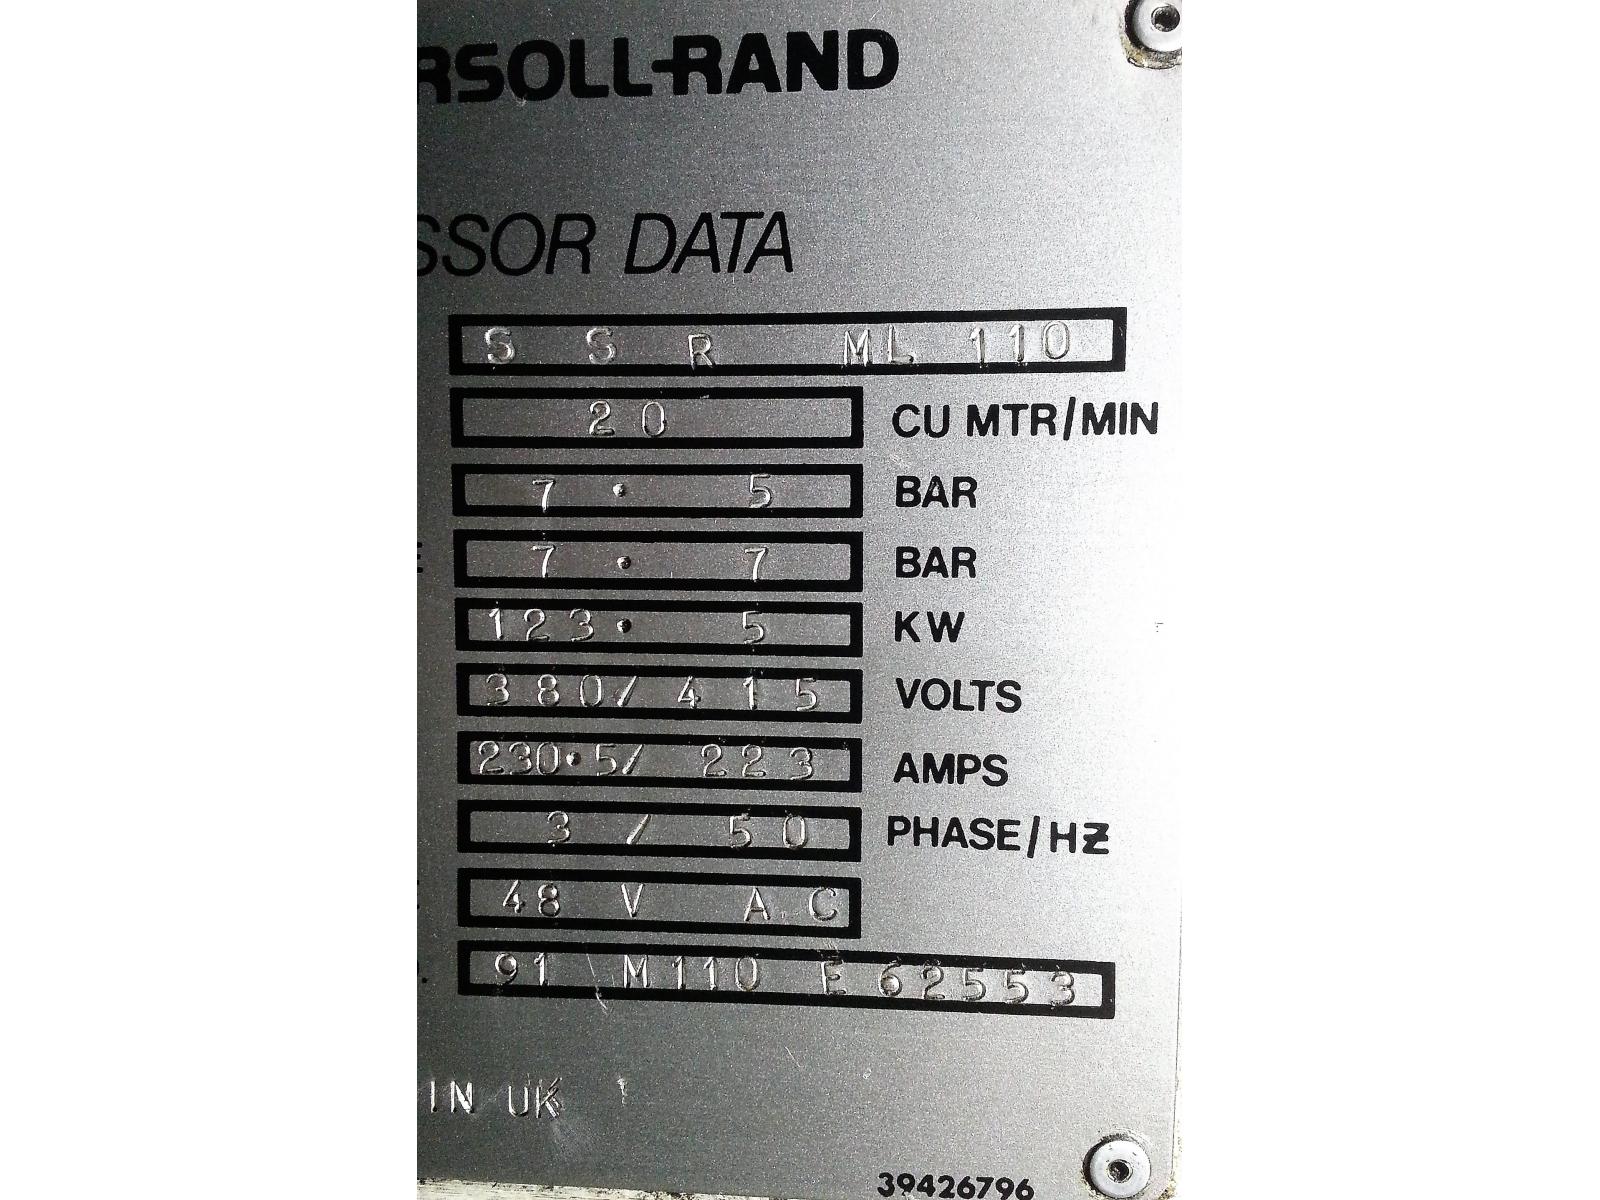 RSOLL-RAND
SSOR DATA
S S R ML 110
20 CU MTR/MIN
7.5 BAR
E 7.7 BAR
123.5 KW
380/415 VOLTS
230.5/ 223 AMPS
3 / 50 PHASE/HZ
48 V A.C
91 M110 E 62553
IN UK
39426796